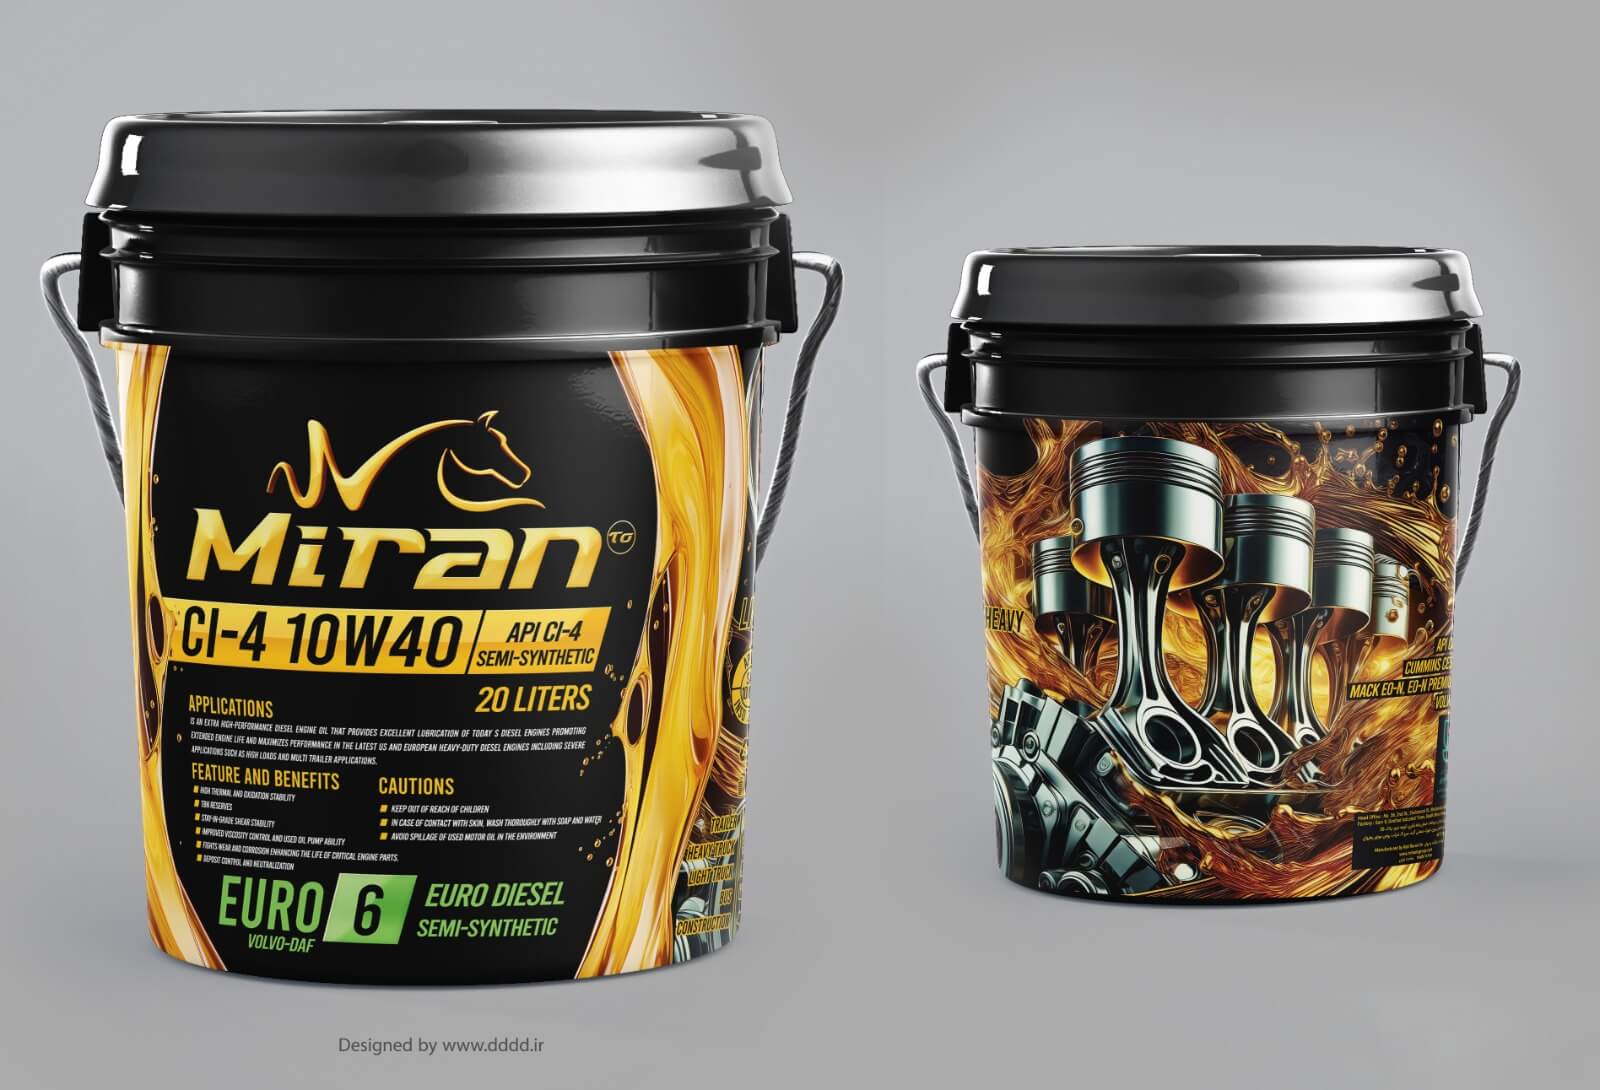 Miran TO
CI-4 10W40
API CI-4
SEMI-SYNTHETIC
20 LITERS
APPLICATIONS
IS AN EXTRA HIGH-PERFORMANCE DIESEL ENGINE OIL THAT PROVIDES EXCELLENT LUBRICATION OF TODAY S DIESEL ENGINES PROMOTING
EXTENDED ENGINE LIFE AND MAXIMIZES PERFORMANCE IN THE LATEST US AND EUROPEAN HEAVY-DUTY DIESEL ENGINES INCLUDING SEVERE
APPLICATIONS SUCH AS HIGH LOADS AND MULTI TRAILER APPLICATIONS.
FEATURE AND BENEFITS
HIGH THERMAL AND OXIDATION STABILITY
TBN RESERVES
STAY-IN-GRADE SHEAR STABILITY
IMPROVED VISCOSITY CONTROL AND USED OIL PUMP ABILITY
FIGHTS WEAR AND CORROSION ENHANCING THE LIFE OF CRITICAL ENGINE PARTS.
DEPOSIT CONTROL AND NEUTRALIZATION
CAUTIONS
KEEP OUT OF REACH OF CHILDREN
IN CASE OF CONTACT WITH SKIN, WASH THOROUGHLY WITH SOAP AND WATER
AVOID SPILLAGE OF USED MOTOR OIL IN THE ENVIRONMENT
EURO 6
VOLVO-DAF
EURO DIESEL
SEMI-SYNTHETIC
TRAILER
HEAVY TRUCK
LIGHT TRUCK
BUS
CONSTRUCTION
HEAVY
API
CUMMINS CES
MACK EO-N, EO-N PREMIU
VOLV
Designed by www.dddd.ir